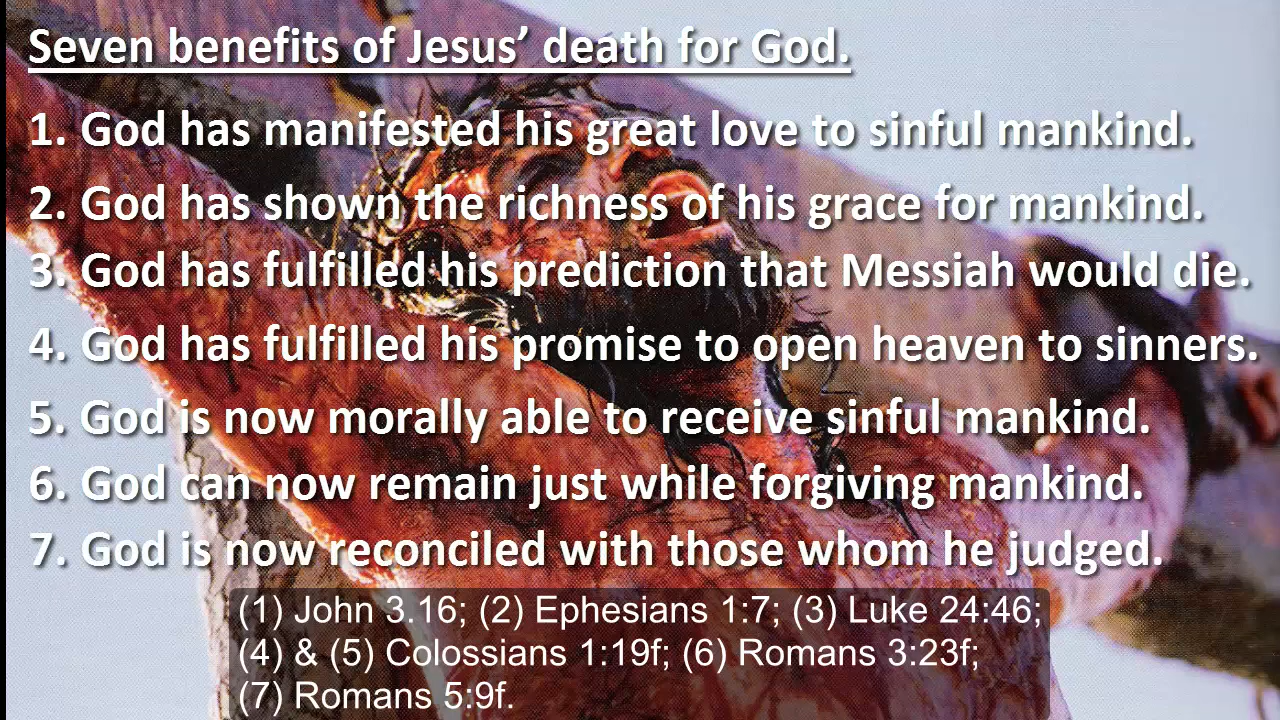 Seven benefits of Jesus’ death for God.
1. God has manifested his great love to sinful mankind.
2. God has shown the richness of his grace for mankind.
3. God has fulfilled his prediction that Messiah would die.
4. God has fulfilled his promise to open heaven to sinners.
5. God is now morally able to receive sinful mankind.
6. God can now remain just while forgiving mankind.
7. God is now reconciled with those whom he judged.
(1) John 3.16; (2) Ephesians 1:7; (3) Luke 24:46;
(4) & (5) Colossians 1:19f; (6) Romans 3:23f;
(7) Romans 5:9f.